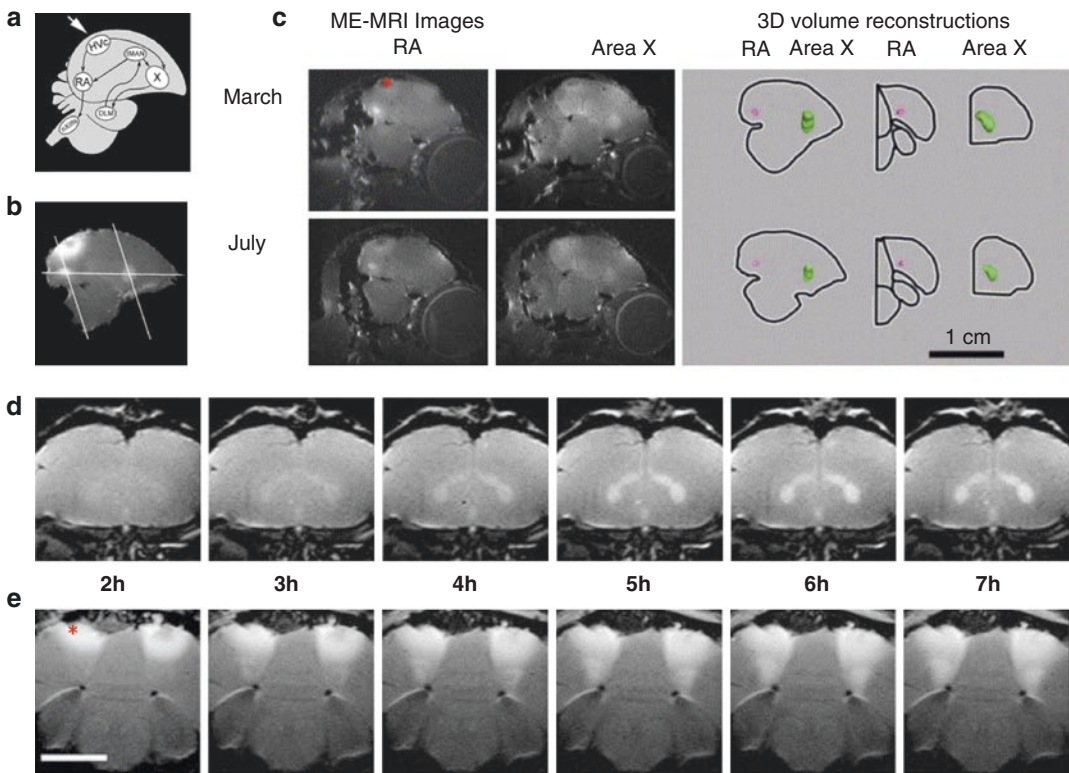 a
HVc
lMAN
RA
X
DLM
b
c
ME-MRI Images
RA
Area X
3D volume reconstructions
RA
Area X
RA
Area X
March
*
July
1 cm
d
2h
3h
4h
5h
6h
7h
e
*